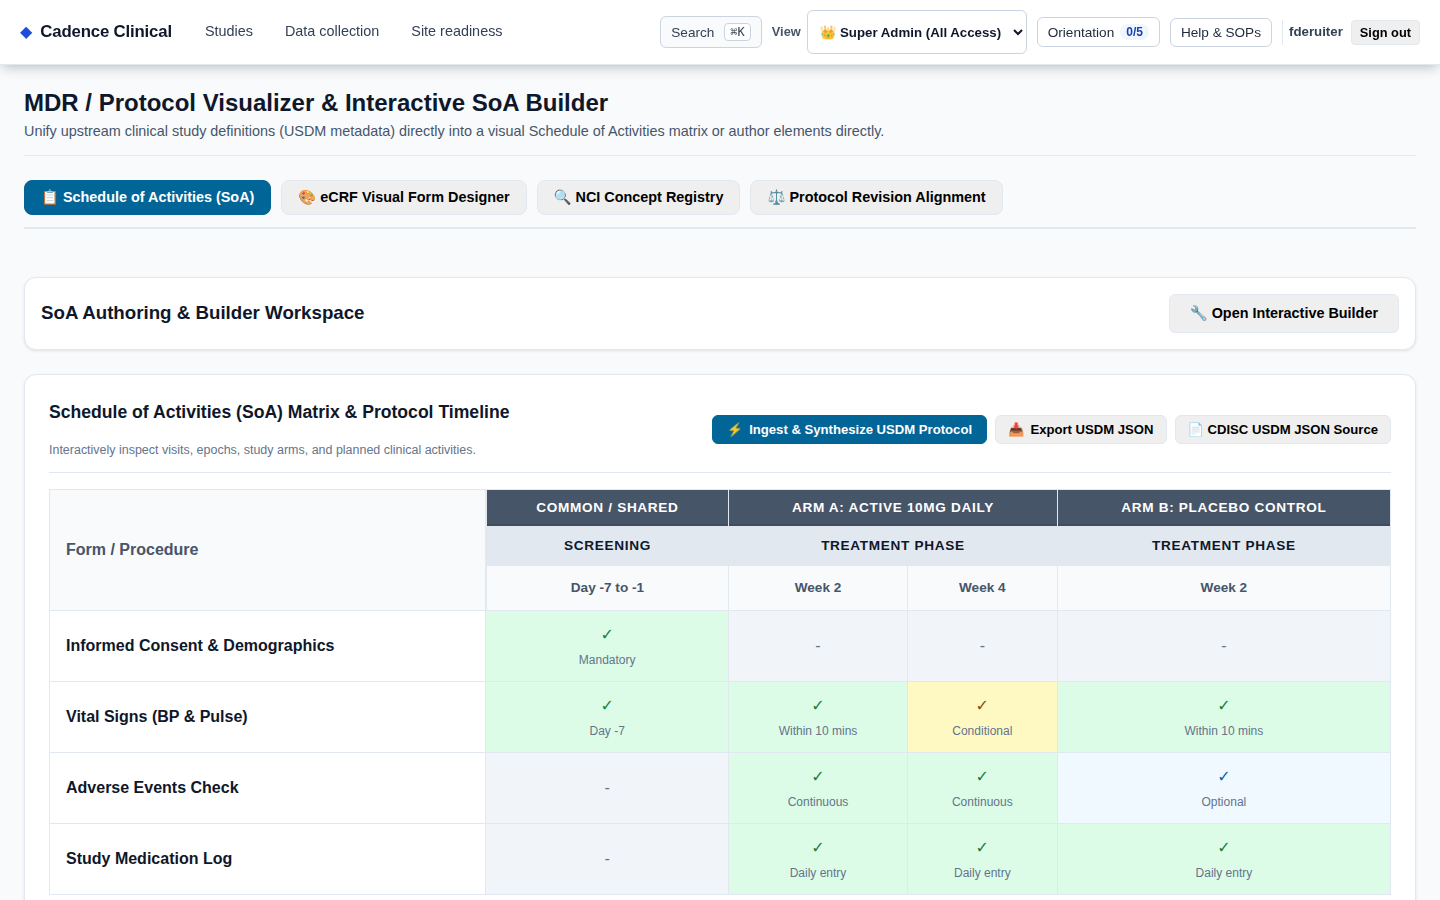 Cadence Clinical
Studies
Data collection
Site readiness
Search ⌘K
View
👑 Super Admin (All Access)
Orientation 0/5
Help & SOPs
fderuiter
Sign out
MDR / Protocol Visualizer & Interactive SoA Builder
Unify upstream clinical study definitions (USDM metadata) directly into a visual Schedule of Activities matrix or author elements directly.
📋 Schedule of Activities (SoA)
🎨 eCRF Visual Form Designer
🔍 NCI Concept Registry
⚖️ Protocol Revision Alignment
SoA Authoring & Builder Workspace
🔧 Open Interactive Builder
Schedule of Activities (SoA) Matrix & Protocol Timeline
Interactively inspect visits, epochs, study arms, and planned clinical activities.
⚡ Ingest & Synthesize USDM Protocol
📥 Export USDM JSON
📄 CDISC USDM JSON Source
Form / Procedure
COMMON / SHARED
ARM A: ACTIVE 10MG DAILY
ARM B: PLACEBO CONTROL
SCREENING
TREATMENT PHASE
TREATMENT PHASE
Day -7 to -1
Week 2
Week 4
Week 2
Informed Consent & Demographics
✓
Mandatory
-
-
-
Vital Signs (BP & Pulse)
✓
Day -7
✓
Within 10 mins
✓
Conditional
✓
Within 10 mins
Adverse Events Check
-
✓
Continuous
✓
Continuous
✓
Optional
Study Medication Log
-
✓
Daily entry
✓
Daily entry
✓
Daily entry